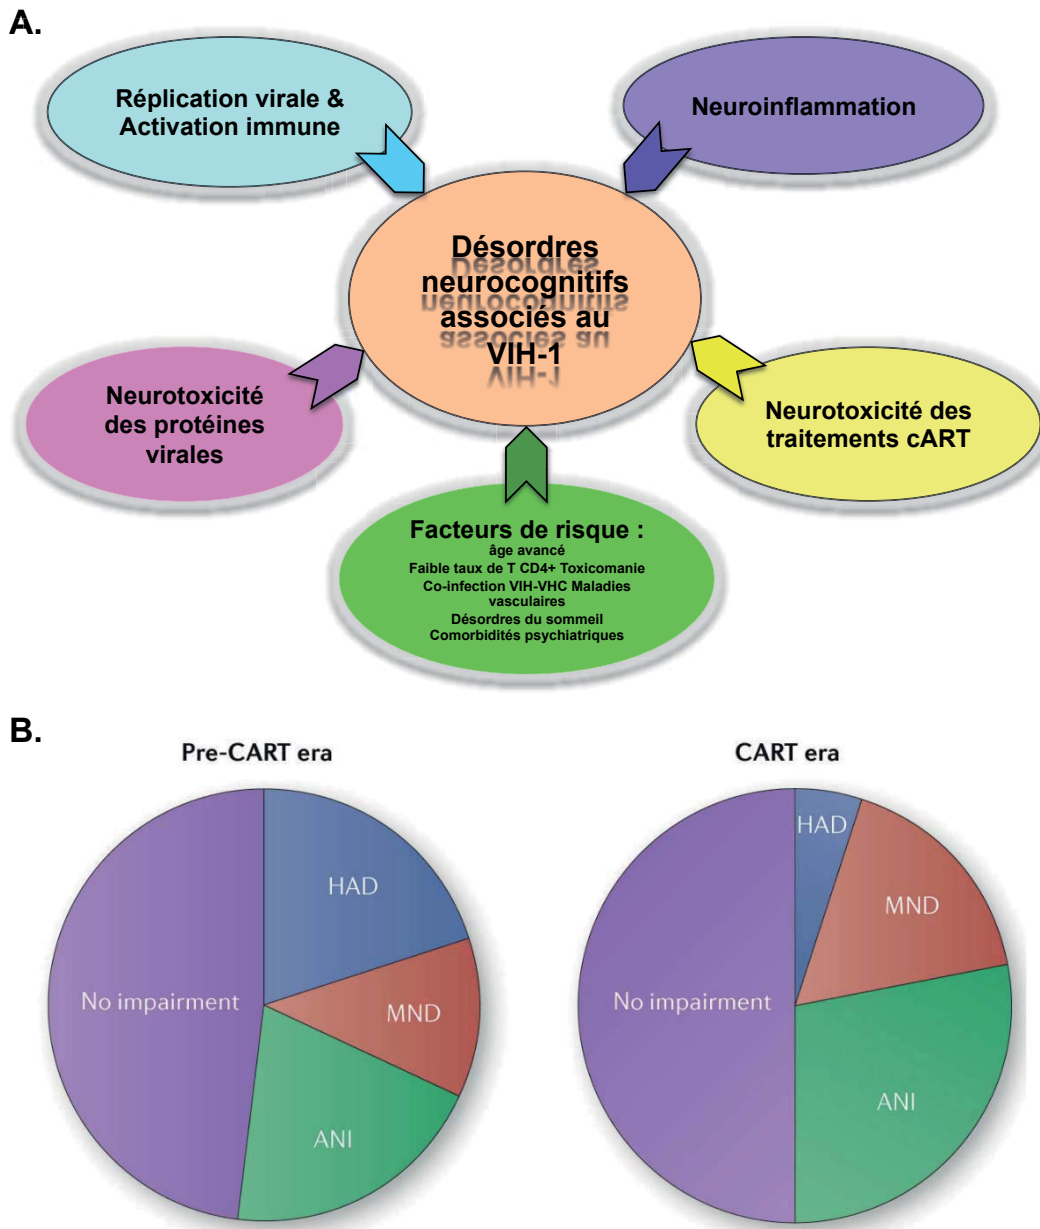 A.
Réplication virale &
Activation immune
Neuroinflammation
Désordres
neurocognitifs
associés au
VIH-1
Neurotoxicité
des protéines
virales
Neurotoxicité des
traitements cART
Facteurs de risque :
âge avancé
Faible taux de T CD4+ Toxicomanie
Co-infection VIH-VHC Maladies
vasculaires
Désordres du sommeil
Comorbidités psychiatriques
B.
Pre-CART era
HAD
MND
ANI
No impairment
CART era
HAD
MND
ANI
No impairment